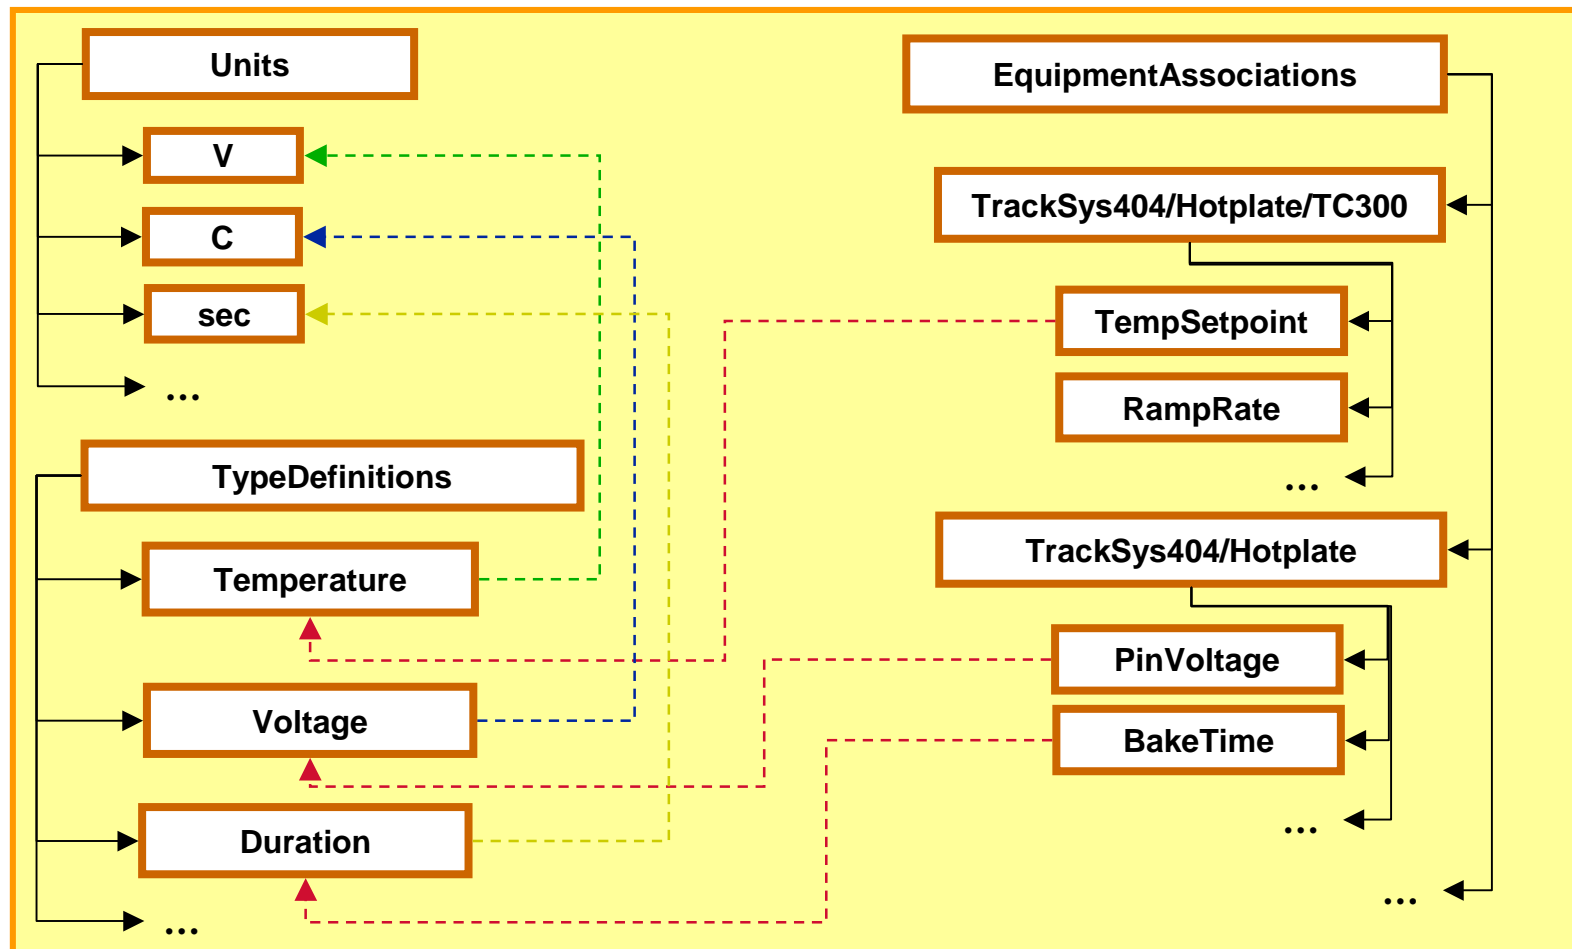 Units
V
C
sec
...
TypeDefinitions
Temperature
Voltage
Duration
...
EquipmentAssociations
TrackSys404/Hotplate/TC300
TempSetpoint
RampRate
...
TrackSys404/Hotplate
PinVoltage
BakeTime
...
...